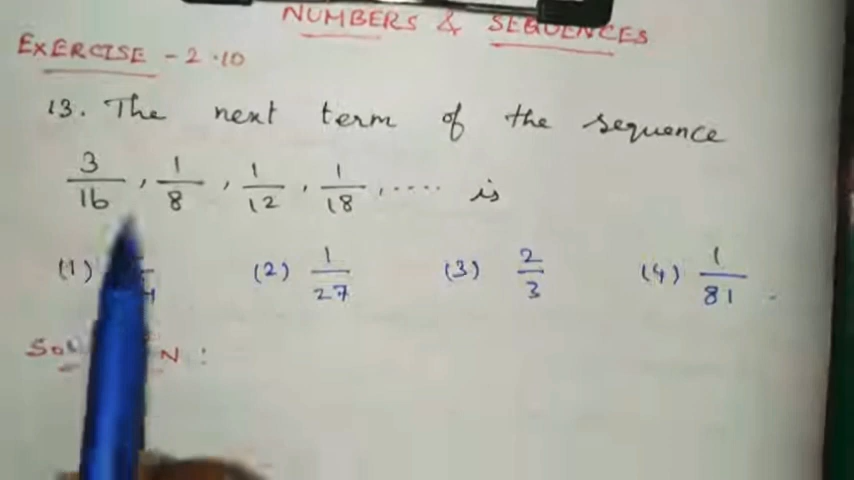 NUMBERS & SEQUENCES
EXERCISE - 2.10
13. The next term of the sequence
3/16, 1/8, 1/12, 1/18, .... is
(1) (2) 1/27 (3) 2/3 (4) 1/81.
: